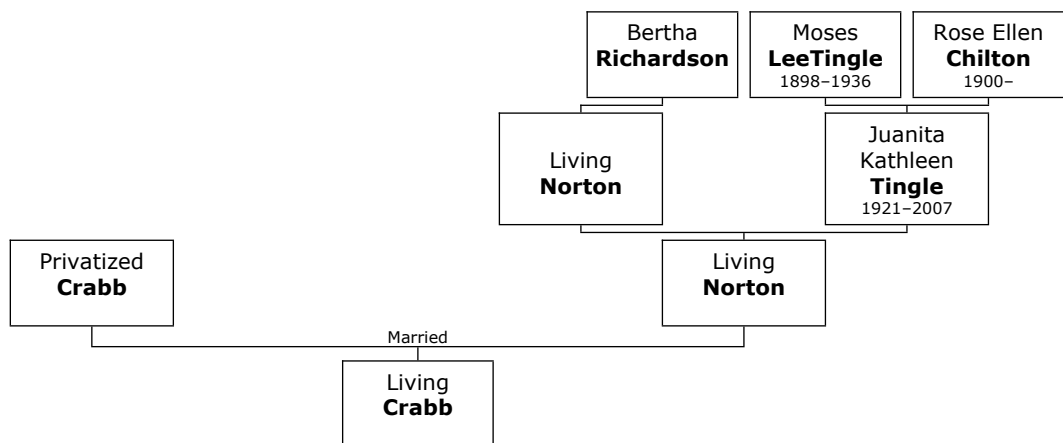 Bertha
Richardson
Moses
LeeTingle
1898–1936
Rose Ellen
Chilton
1900–
Living
Norton
Juanita
Kathleen
Tingle
1921–2007
Privatized
Crabb
Living
Norton
Married
Living
Crabb